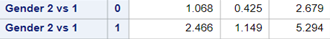 Gender 2 vs 1 0 1.068 0.425 2.679
Gender 2 vs 1 1 2.466 1.149 5.294